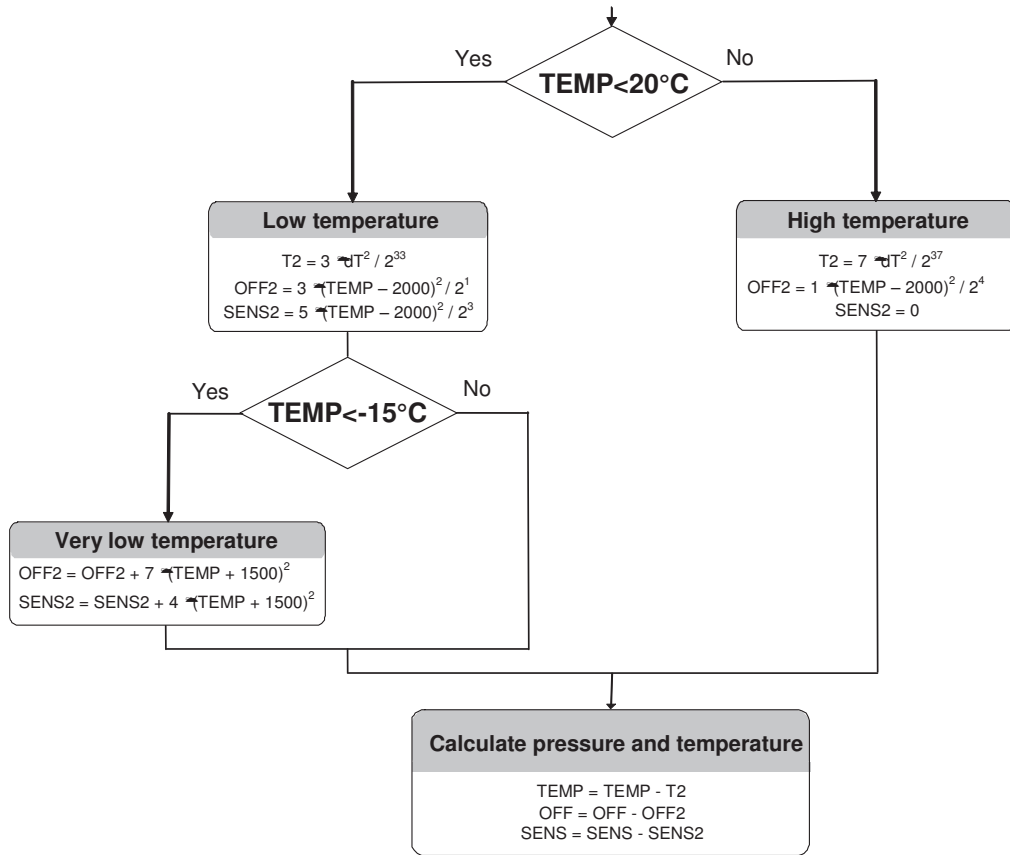 Yes
No
TEMP<20°C
Low temperature
T2 = 3 dT² / 2³³
OFF2 = 3 (TEMP – 2000)² / 2¹
SENS2 = 5 (TEMP – 2000)² / 2³
High temperature
T2 = 7 dT² / 2³⁷
OFF2 = 1 (TEMP – 2000)² / 2⁴
SENS2 = 0
Yes
No
TEMP<-15°C
Very low temperature
OFF2 = OFF2 + 7 (TEMP + 1500)²
SENS2 = SENS2 + 4 (TEMP + 1500)²
Calculate pressure and temperature
TEMP = TEMP - T2
OFF = OFF - OFF2
SENS = SENS - SENS2